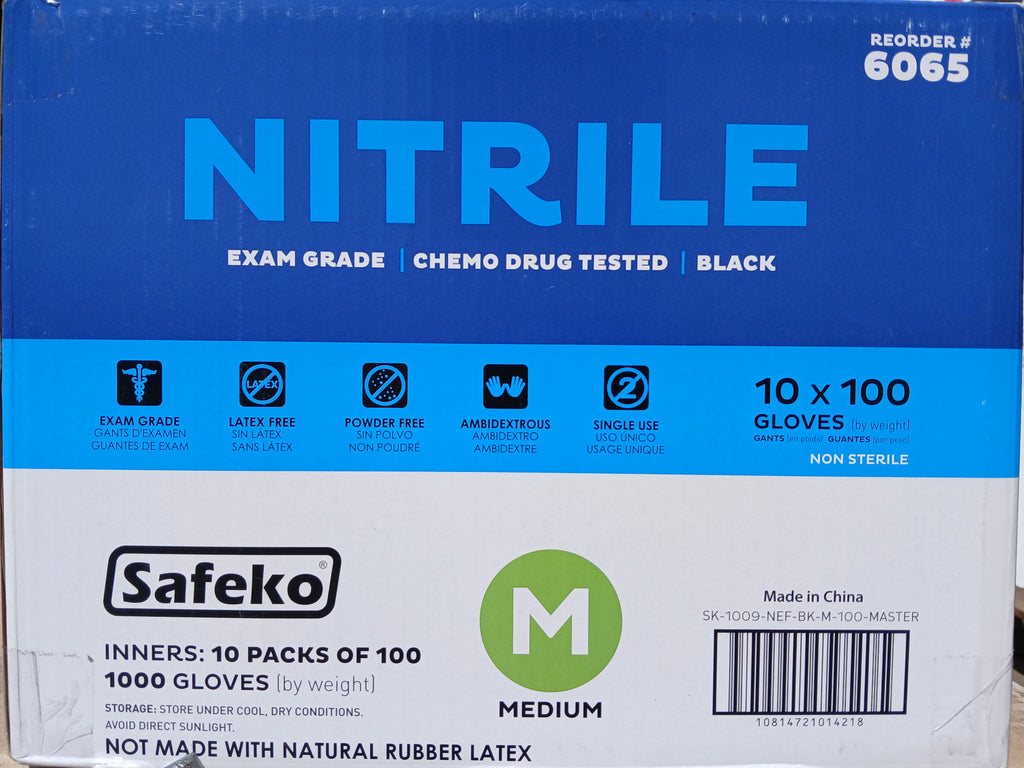 REORDER #
6065
NITRILE
EXAM GRADE | CHEMO DRUG TESTED | BLACK
EXAM GRADE
GANTS D'EXAMEN
GUANTES DE EXAM
LATEX
LATEX FREE
SIN LÁTEX
SANS LÁTEX
POWDER FREE
SIN POLVO
NON POUDRÉ
AMBIDEXTROUS
AMBIDEXTRO
AMBIDEXTRE
2
SINGLE USE
USO ÚNICO
USAGE UNIQUE
10 x 100
GLOVES (by weight)
GANTS (en poids) GUANTES (por peso)
NON STERILE
Safeko®
INNERS: 10 PACKS OF 100
1000 GLOVES (by weight)
STORAGE: STORE UNDER COOL, DRY CONDITIONS.
AVOID DIRECT SUNLIGHT.
NOT MADE WITH NATURAL RUBBER LATEX
M
MEDIUM
Made in China
SK-1009-NEF-BK-M-100-MASTER
10814721014218